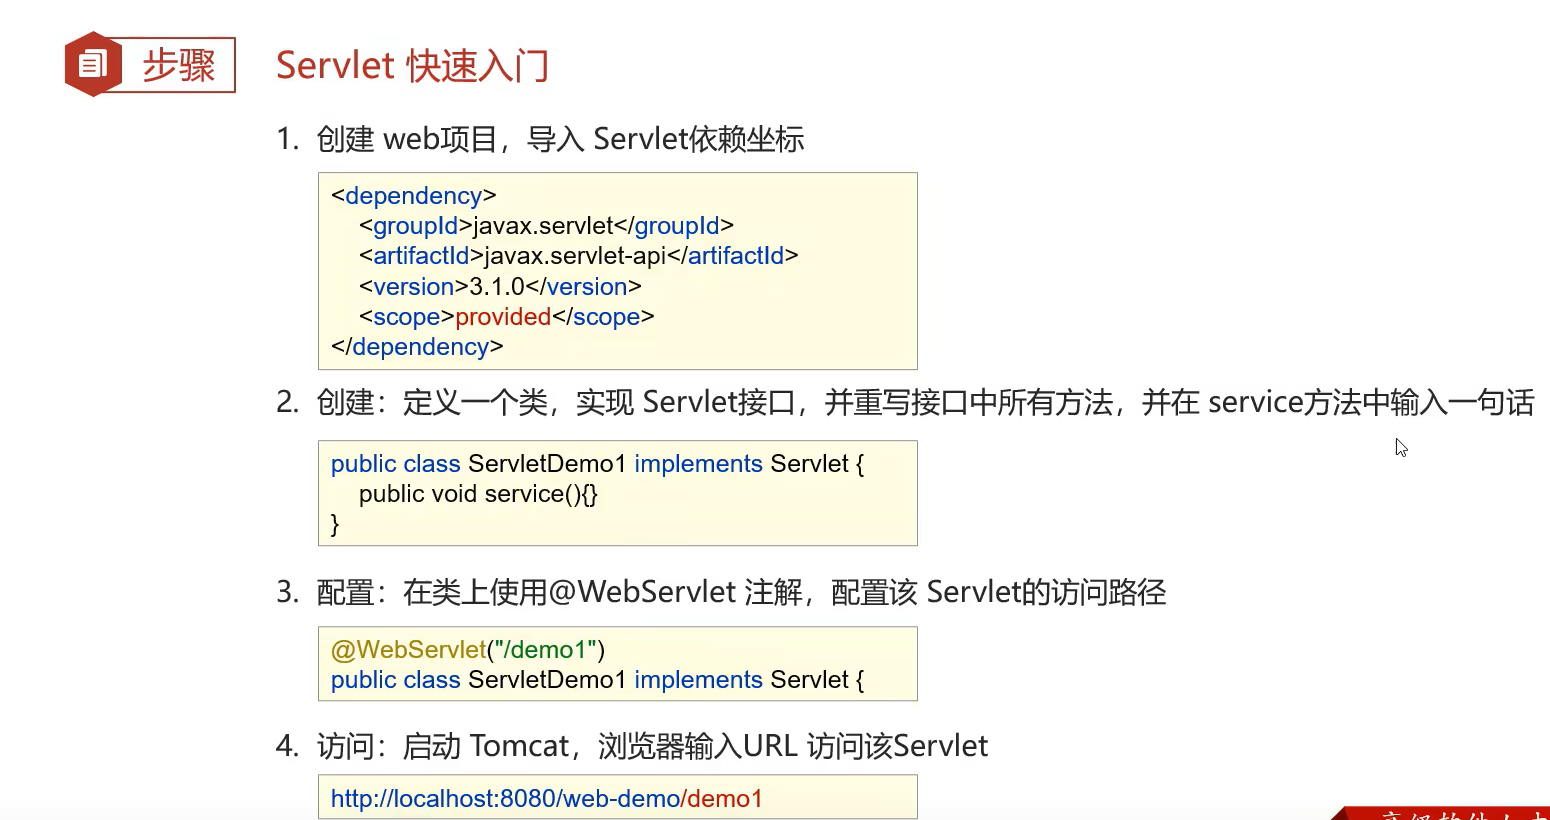 步骤
Servlet 快速入门
1. 创建 web项目，导入 Servlet依赖坐标
<dependency>
    <groupId>javax.servlet</groupId>
    <artifactId>javax.servlet-api</artifactId>
    <version>3.1.0</version>
    <scope>provided</scope>
</dependency>
2. 创建：定义一个类，实现 Servlet接口，并重写接口中所有方法，并在 service方法中输入一句话
public class ServletDemo1 implements Servlet {
    public void service(){}
}
3. 配置：在类上使用@WebServlet 注解，配置该 Servlet的访问路径
@WebServlet("/demo1")
public class ServletDemo1 implements Servlet {
4. 访问：启动 Tomcat，浏览器输入URL 访问该Servlet
http://localhost:8080/web-demo/demo1